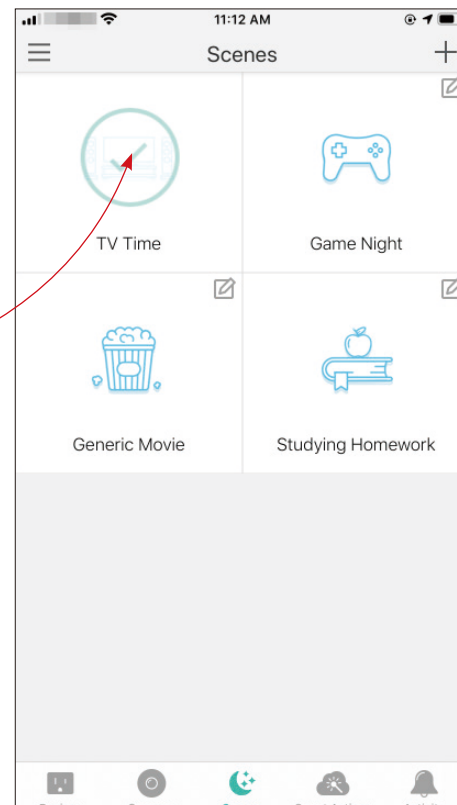 11:12 AM
Scenes
TV Time
Game Night
Generic Movie
Studying Homework